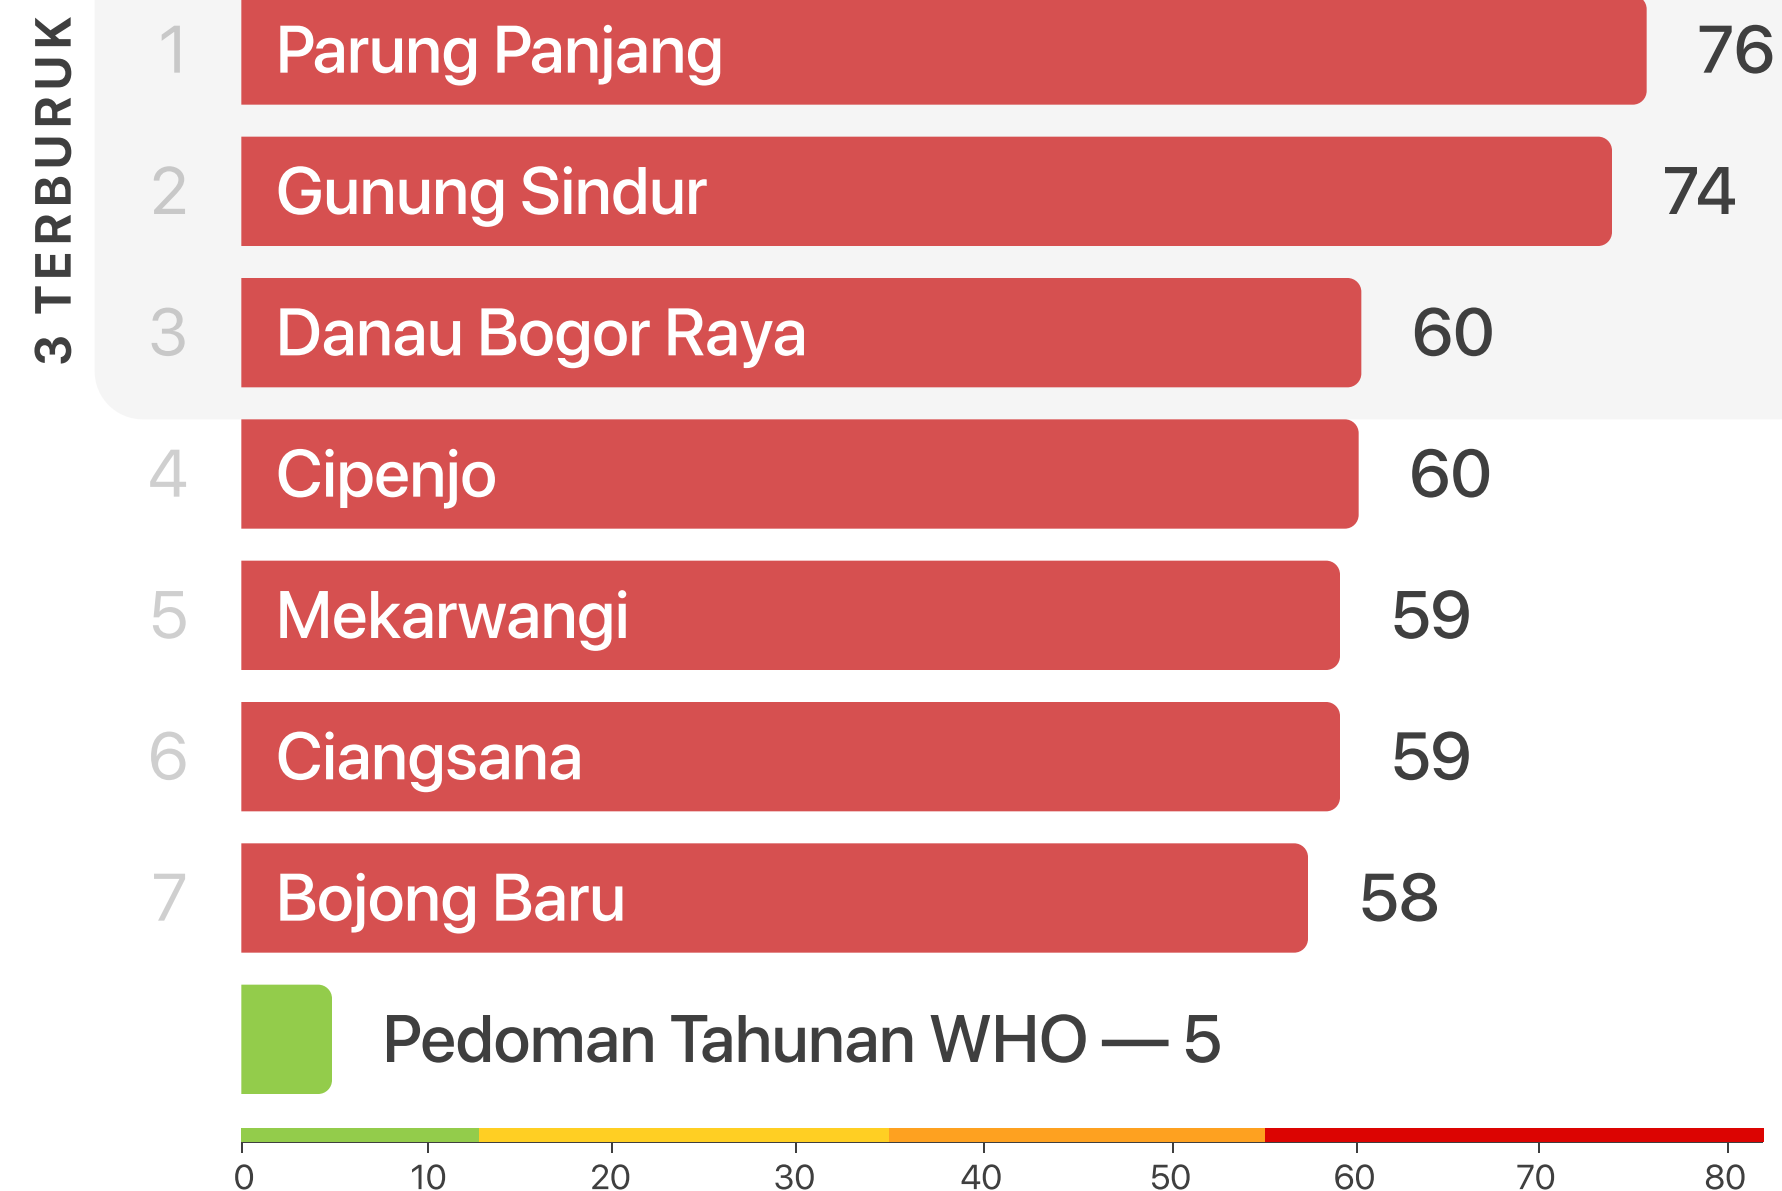 3 TERBURUK
1 Parung Panjang 76
2 Gunung Sindur 74
3 Danau Bogor Raya 60
4 Cipenjo 60
5 Mekarwangi 59
6 Ciangsana 59
7 Bojong Baru 58
Pedoman Tahunan WHO — 5
0 10 20 30 40 50 60 70 80